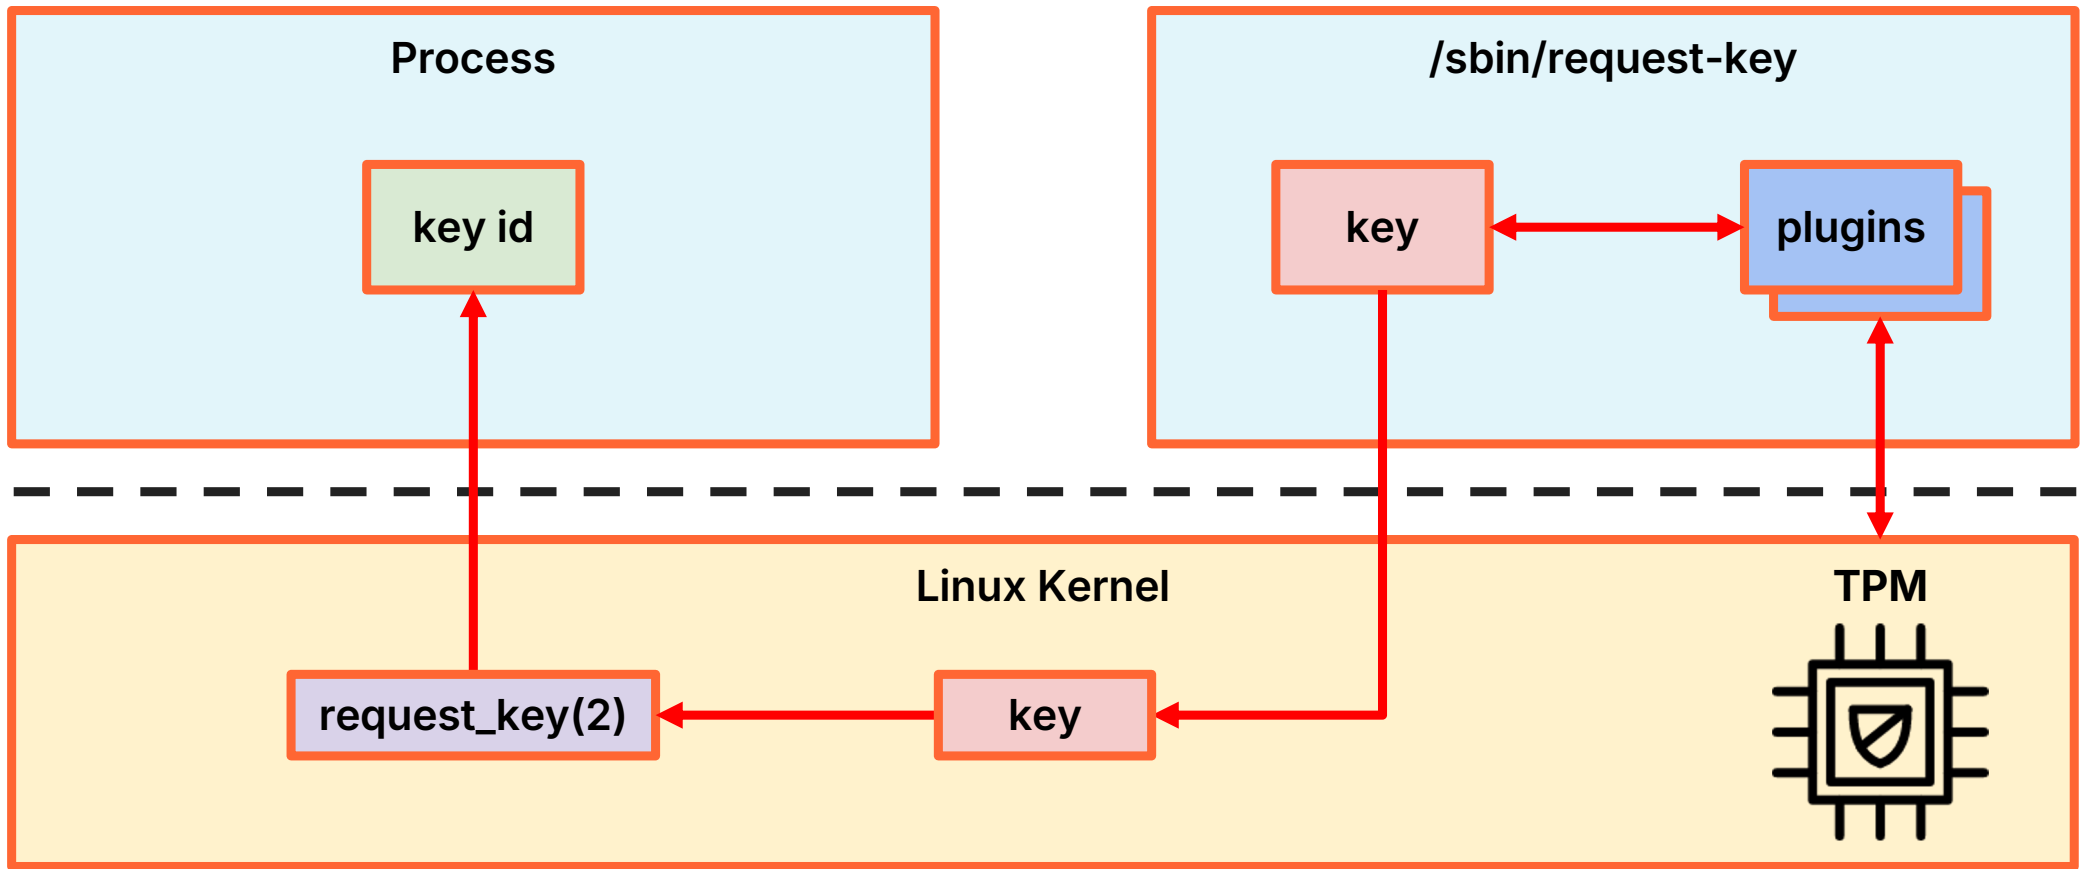 Process
/sbin/request-key
key id
key
plugins
Linux Kernel
TPM
request_key(2)
key